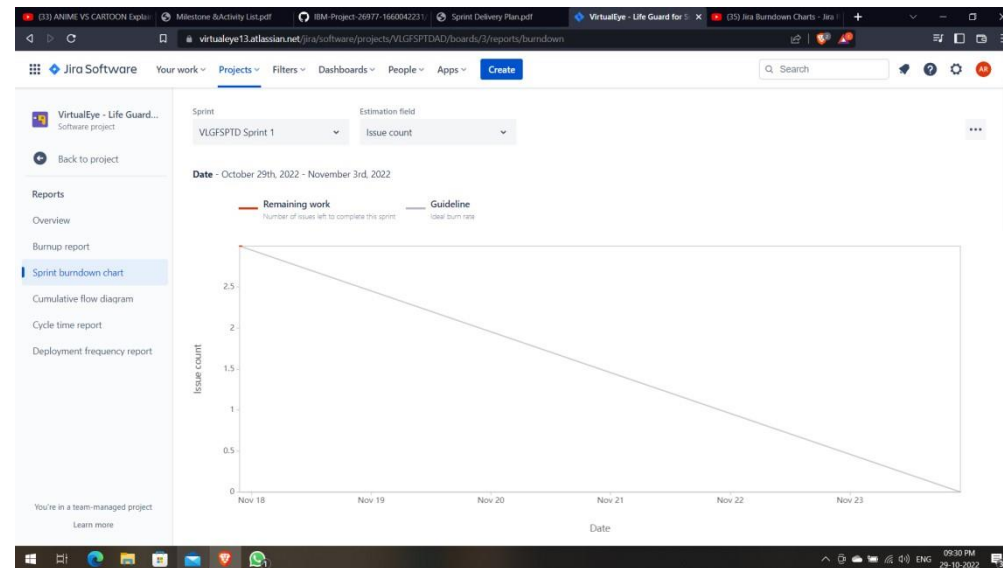 (33) ANIME VS CARTOON Explai
Milestone &Activity List.pdf
IBM-Project-26977-1660042231/
Sprint Delivery Plan.pdf
VirtualEye - Life Guard for S
(35) Jira Burndown Charts - Jira
virtualeye13.atlassian.net/jira/software/projects/VLGFSPTDAD/boards/3/reports/burndown
Jira Software
Your work
Projects
Filters
Dashboards
People
Apps
Create
Search
AR
VirtualEye - Life Guard...
Software project
Back to project
Reports
Overview
Burnup report
Sprint burndown chart
Cumulative flow diagram
Cycle time report
Deployment frequency report
You're in a team-managed project
Learn more
Sprint
Estimation field
VLGFSPTD Sprint 1
Issue count
Date - October 29th, 2022 - November 3rd, 2022
Remaining work
Number of issues left to complete this sprint
Guideline
Ideal burn rate
2.5
2
1.5
1
0.5
0
Issue count
Nov 18
Nov 19
Nov 20
Nov 21
Nov 22
Nov 23
Date
ENG
09:30 PM
29-10-2022